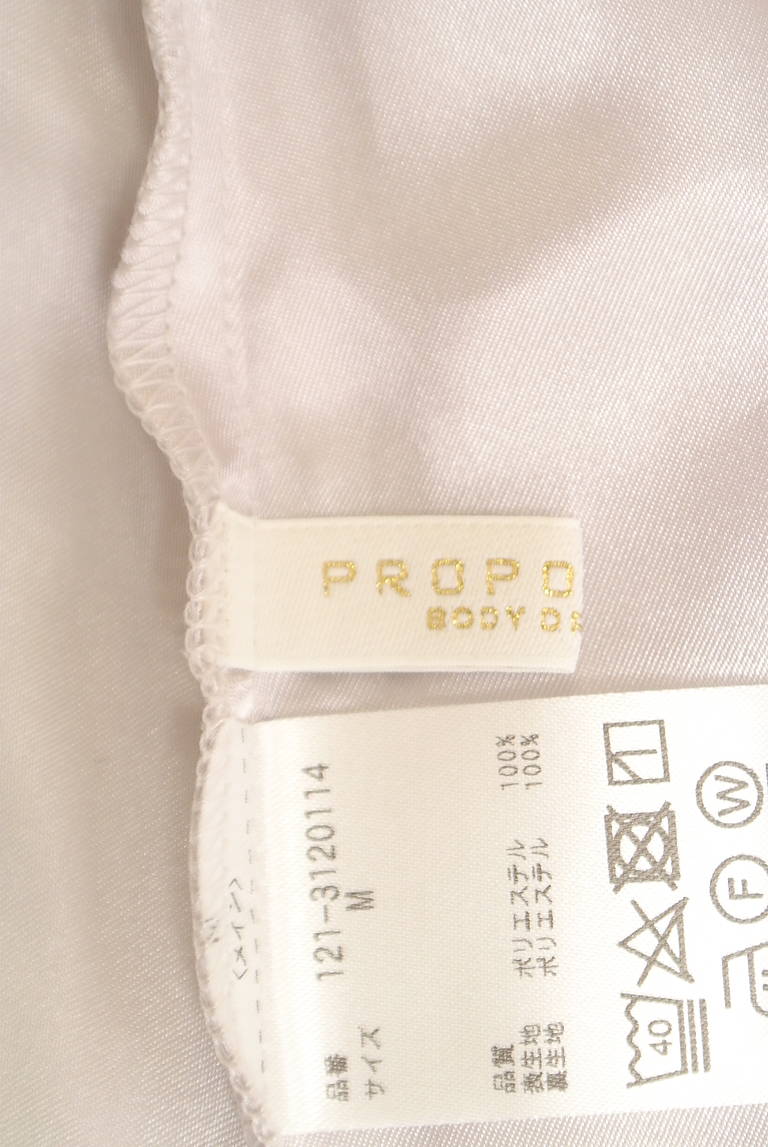 PROPO
BODY D
<メイン>
品番 121-3120114
サイズ M
品質
表生地 ポリエステル 100%
裏生地 ポリエステル 100%
40
F
W